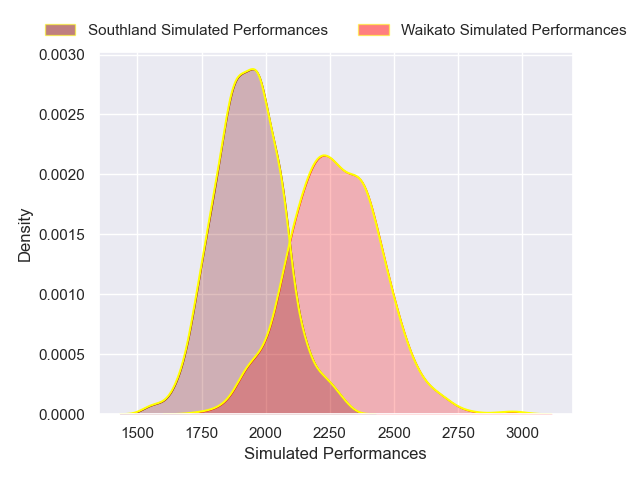 Southland Simulated Performances Waikato Simulated Performances
0.0030
0.0025
0.0020
0.0015
0.0010
0.0005
0.0000
Density
1500 1750 2000 2250 2500 2750 3000
Simulated Performances